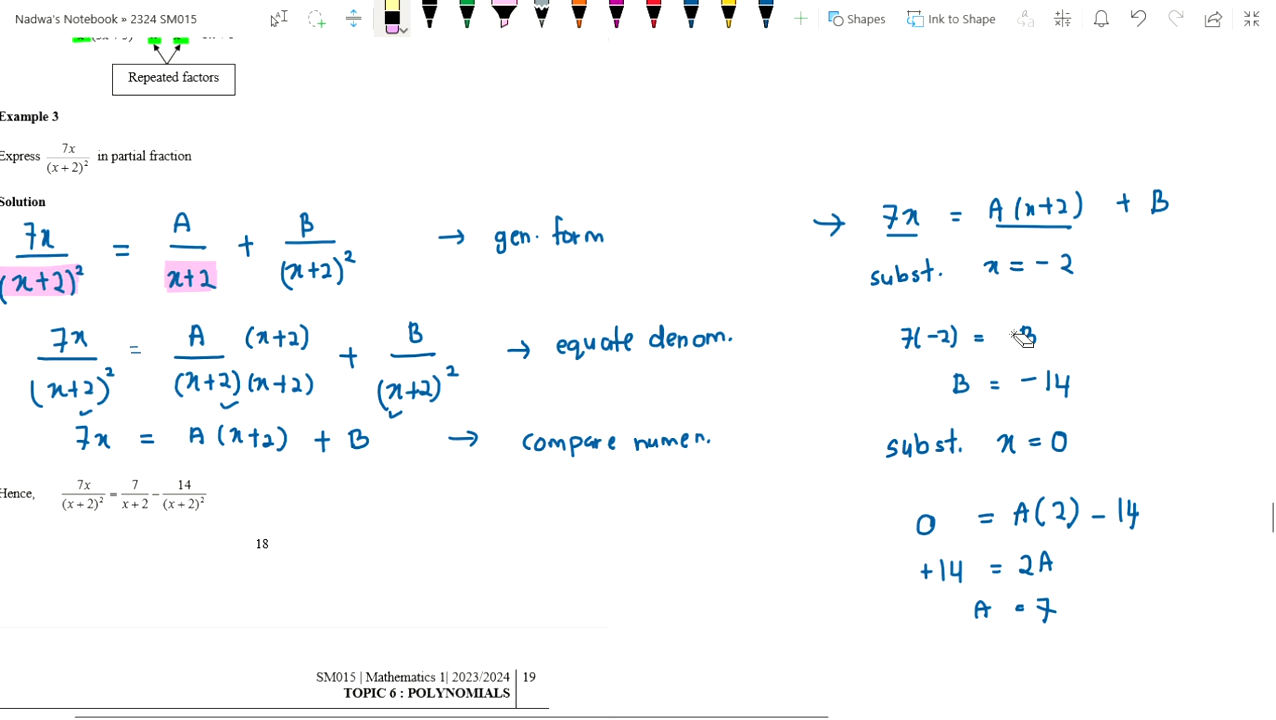 Nadwa's Notebook » 2324 SM015
Shapes
Ink to Shape
Repeated factors
Example 3
Express 7x/(x+2)² in partial fraction
Solution
7x/(x+2)² = A/x+2 + B/(x+2)² → gen. form
7x/(x+2)² = A (x+2)/(x+2)(x+2) + B/(x+2)² → equate denom.
7x = A(x+2) + B → compare numer.
Hence, 7x/(x+2)² = 7/x+2 − 14/(x+2)²
18
→ 7x = A(x+2) + B
subst. x = -2
7(-2) = B
B = -14
subst. x = 0
0 = A(2) - 14
+14 = 2A
A = 7
SM015 | Mathematics 1| 2023/2024 19
TOPIC 6 : POLYNOMIALS